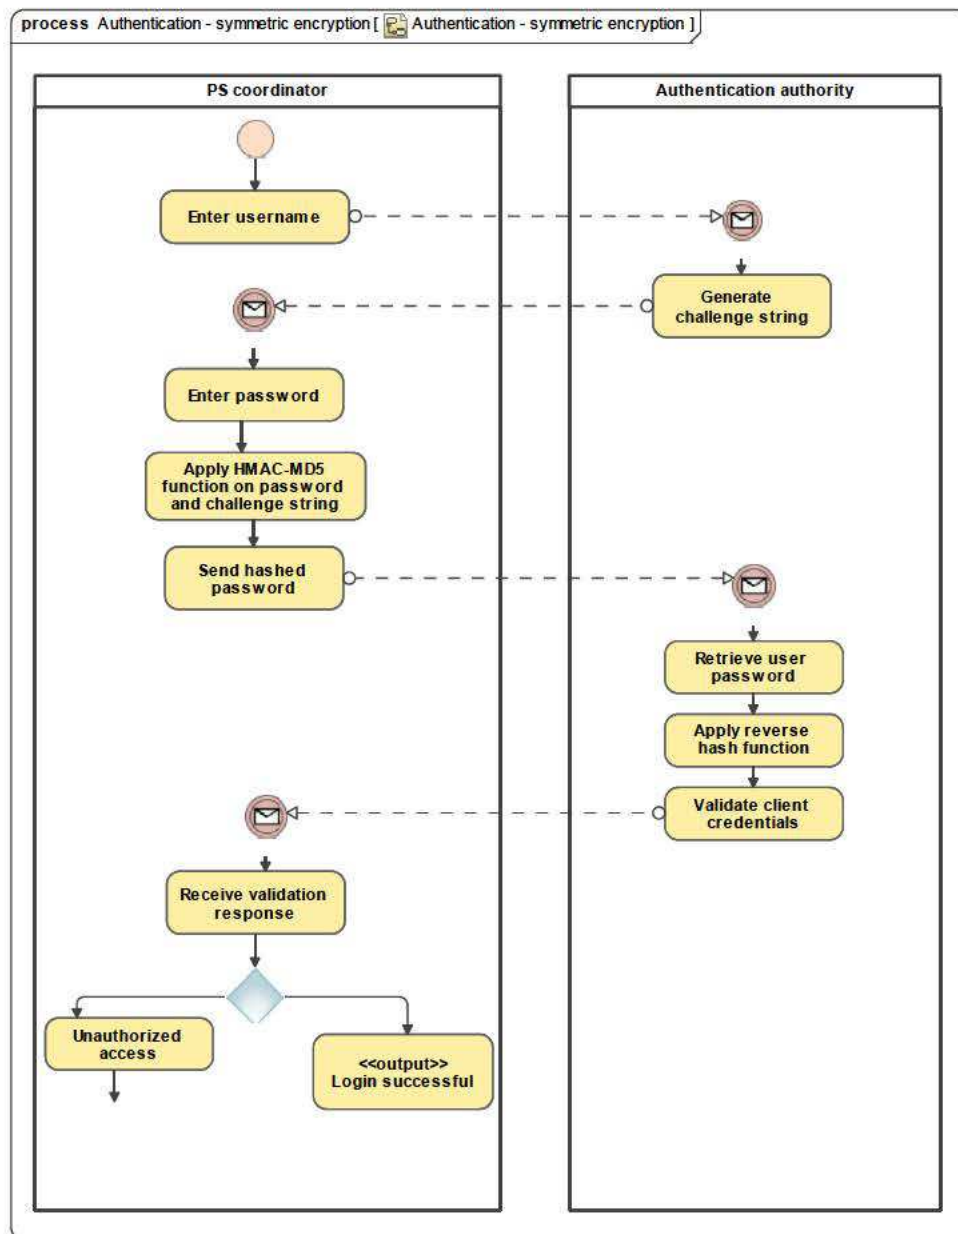 process Authentication - symmetric encryption [ Authentication - symmetric encryption ]
PS coordinator
Authentication authority
Enter username
Generate
challenge string
Enter password
Apply HMAC-MD5
function on password
and challenge string
Send hashed
password
Retrieve user
password
Apply reverse
hash function
Validate client
credentials
Receive validation
response
Unauthorized
access
<<output>>
Login successful